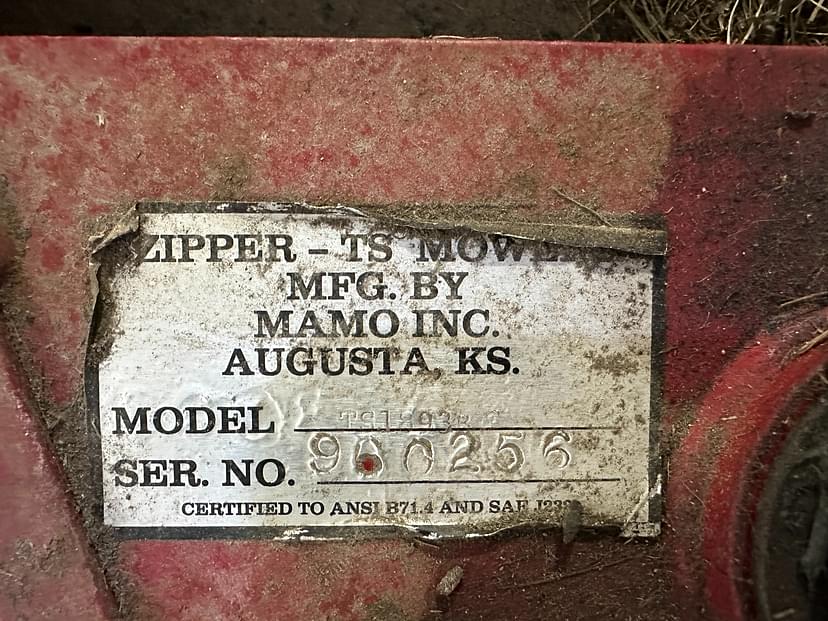 ZIPPER – TS MOWERS
MFG. BY
MAMO INC.
AUGUSTA, KS.
MODEL
SER. NO. 960256
CERTIFIED TO ANSI B71.4 AND SAE